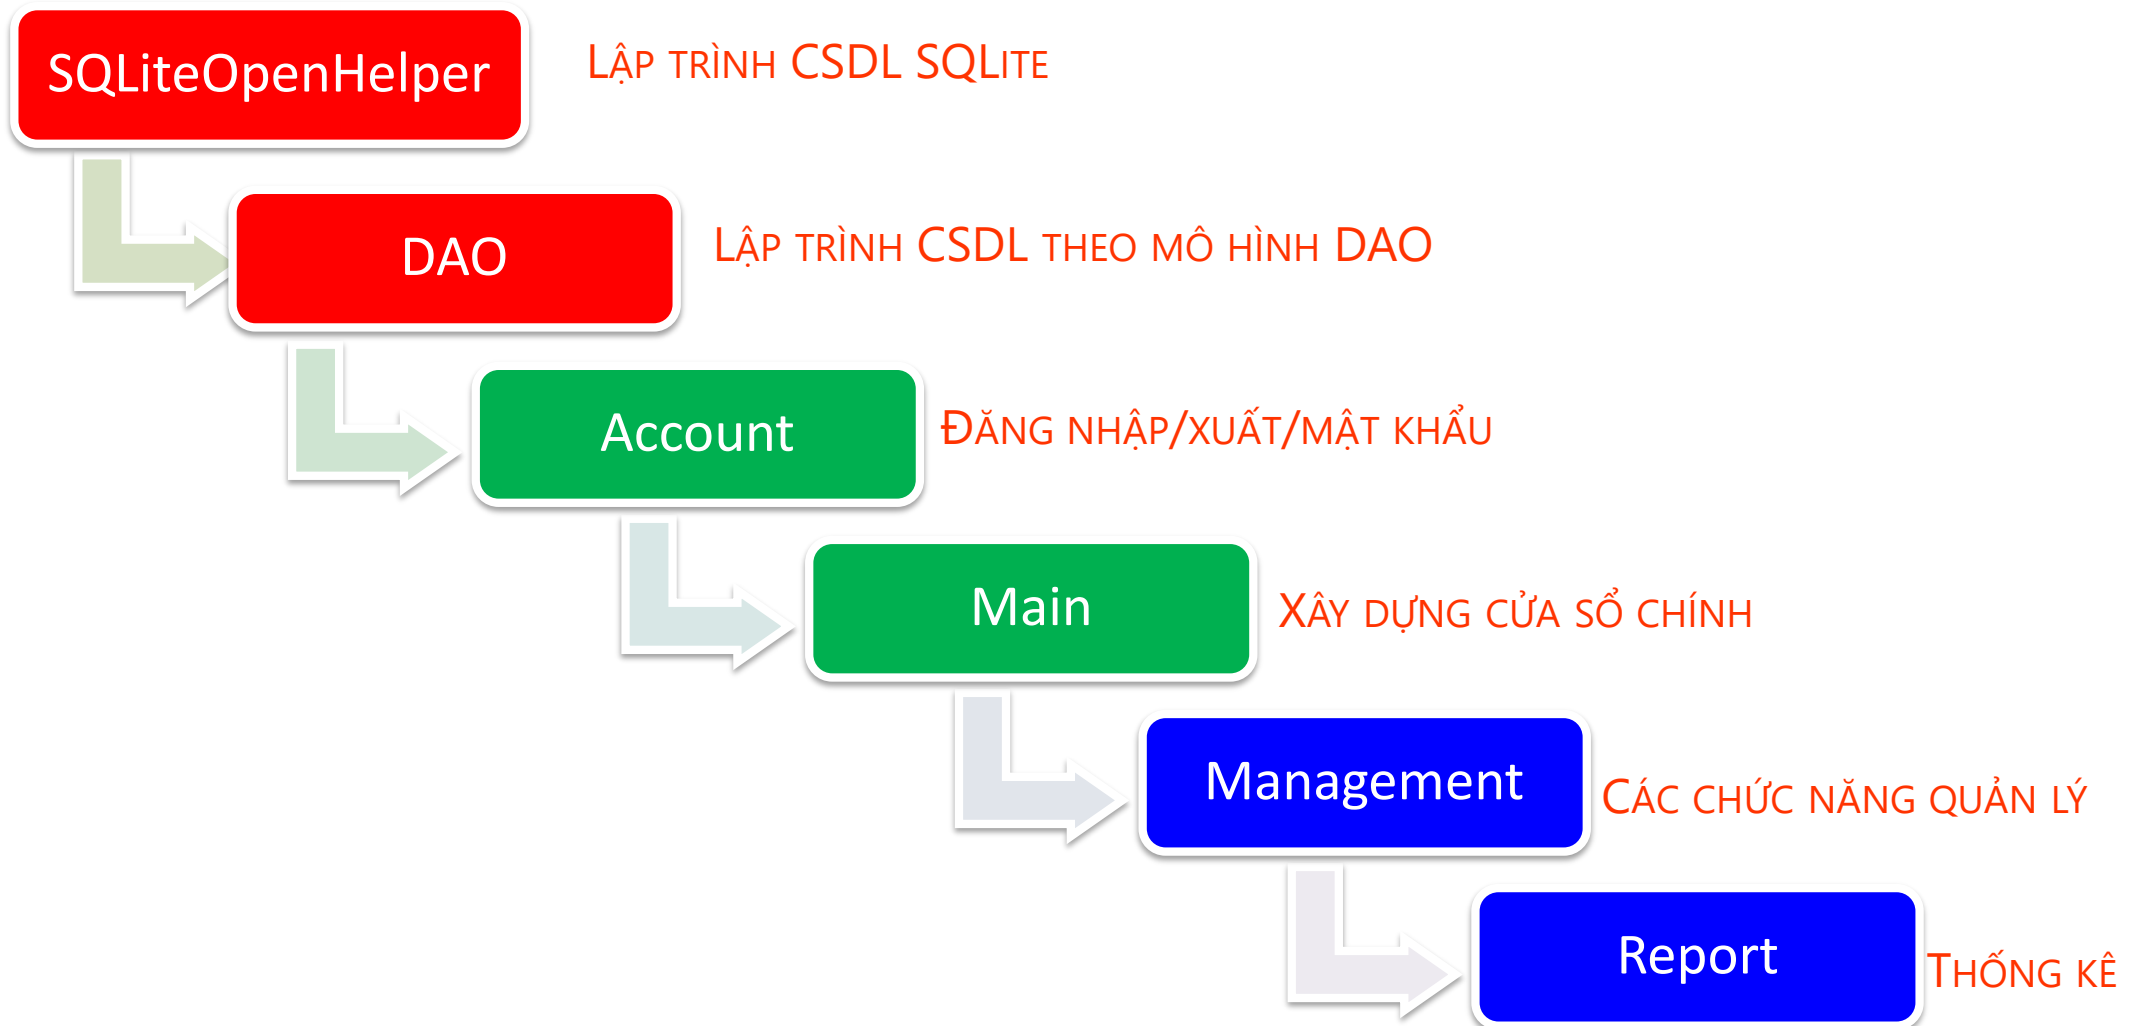 SQLiteOpenHelper
LẬP TRÌNH CSDL SQLITE
DAO
LẬP TRÌNH CSDL THEO MÔ HÌNH DAO
Account
ĐĂNG NHẬP/XUẤT/MẬT KHẨU
Main
XÂY DỰNG CỬA SỔ CHÍNH
Management
CÁC CHỨC NĂNG QUẢN LÝ
Report
THỐNG KÊ